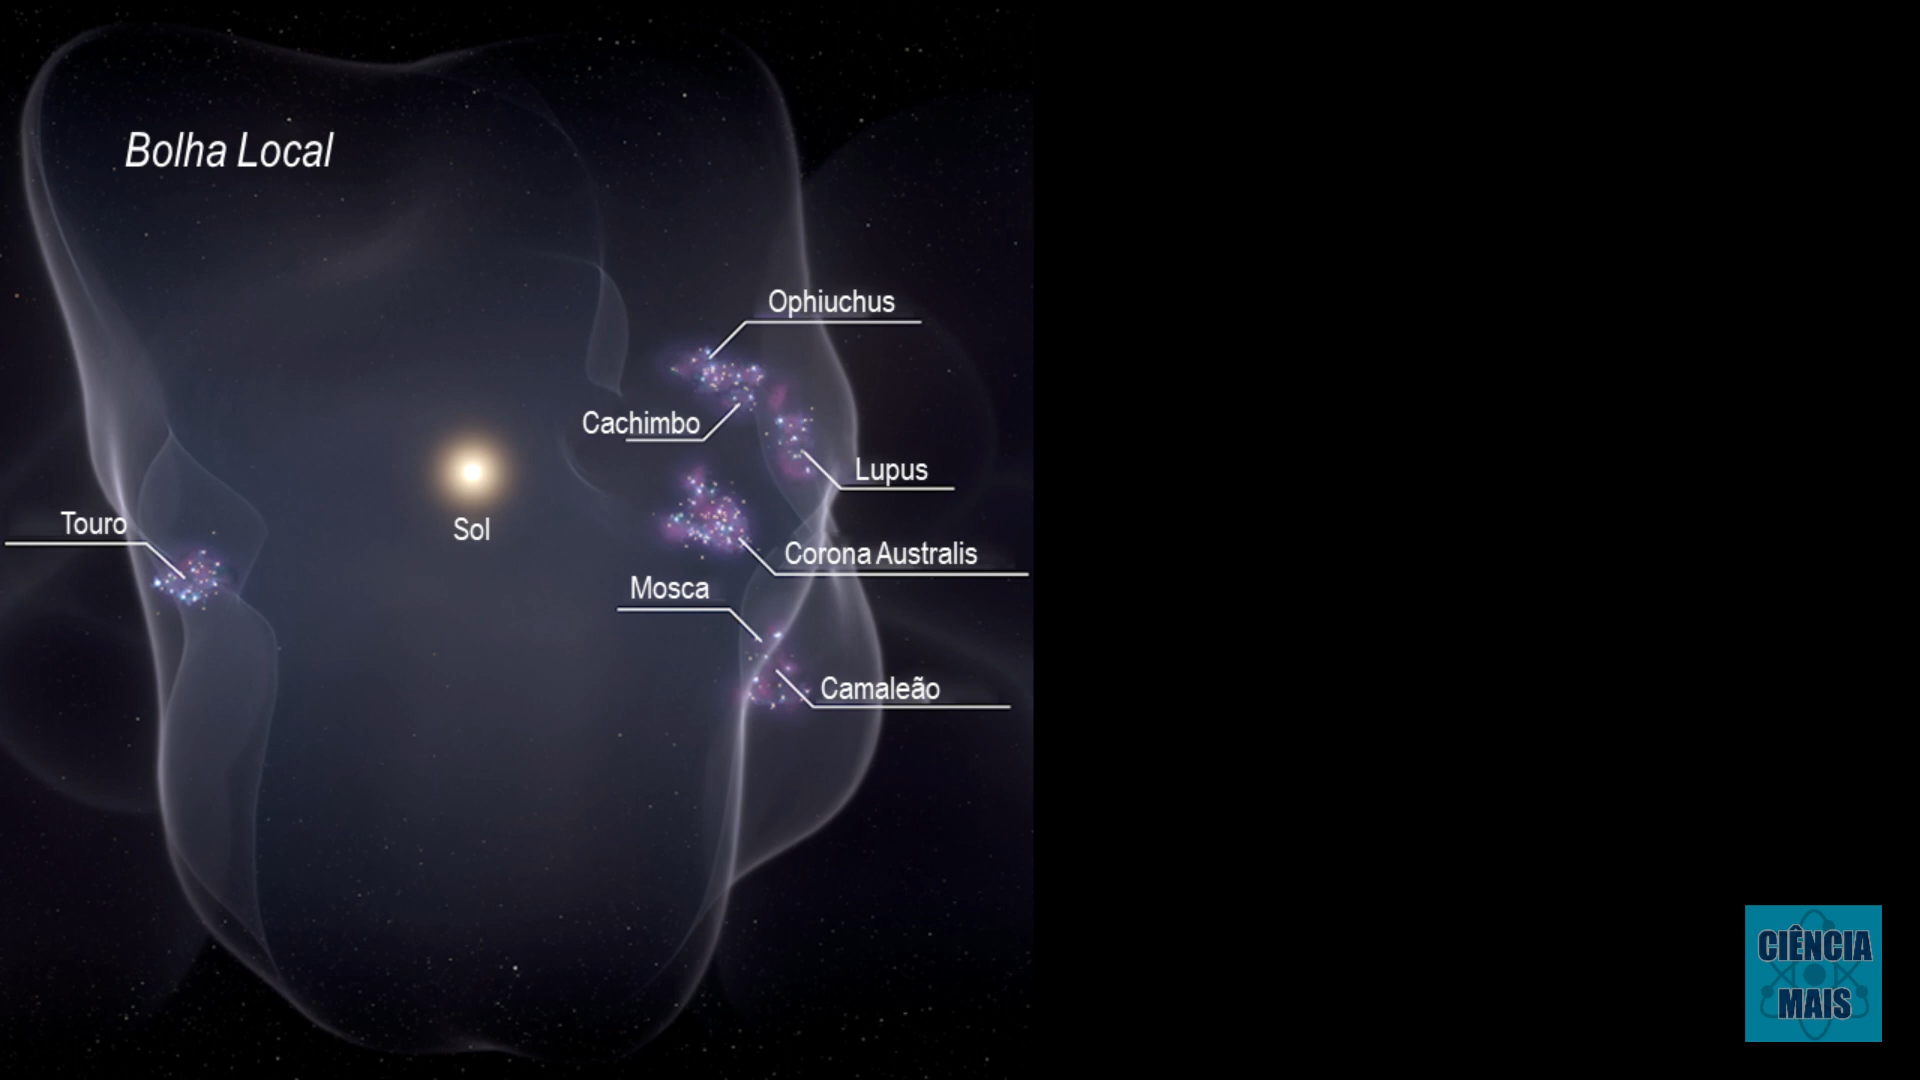 Bolha Local
Ophiuchus
Cachimbo
Lupus
Touro
Sol
Corona Australis
Mosca
Camaleão
CIÊNCIA
MAIS